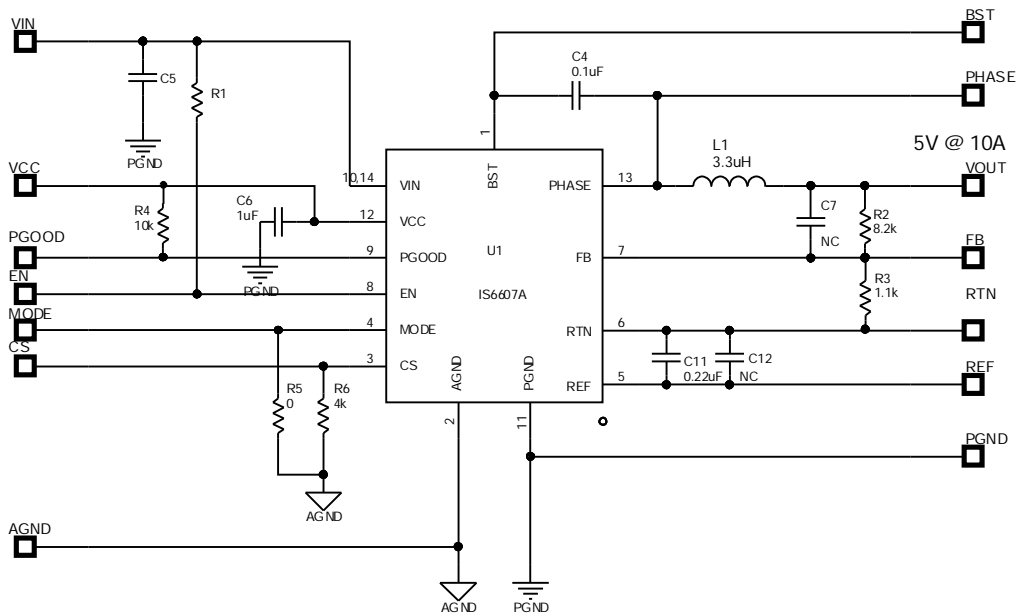 VIN
BST
C5
R1
C4
0.1uF
PHASE
PGND
5V @ 10A
1
L1
3.3uH
VCC
10,14
VIN
BST
PHASE
13
VOUT
R4
10k
C6
1uF
12
VCC
C7
NC
R2
8.2k
PGOOD
9
PGOOD
U1
FB
7
FB
EN
PGND
8
EN
IS6607A
R3
1.1k
RTN
MODE
4
MODE
RTN
6
CS
3
CS
AGND
PGND
C11
0.22uF
C12
NC
REF
R5
0
R6
4k
REF
5
2
11
PGND
AGND
AGND
AGND
PGND